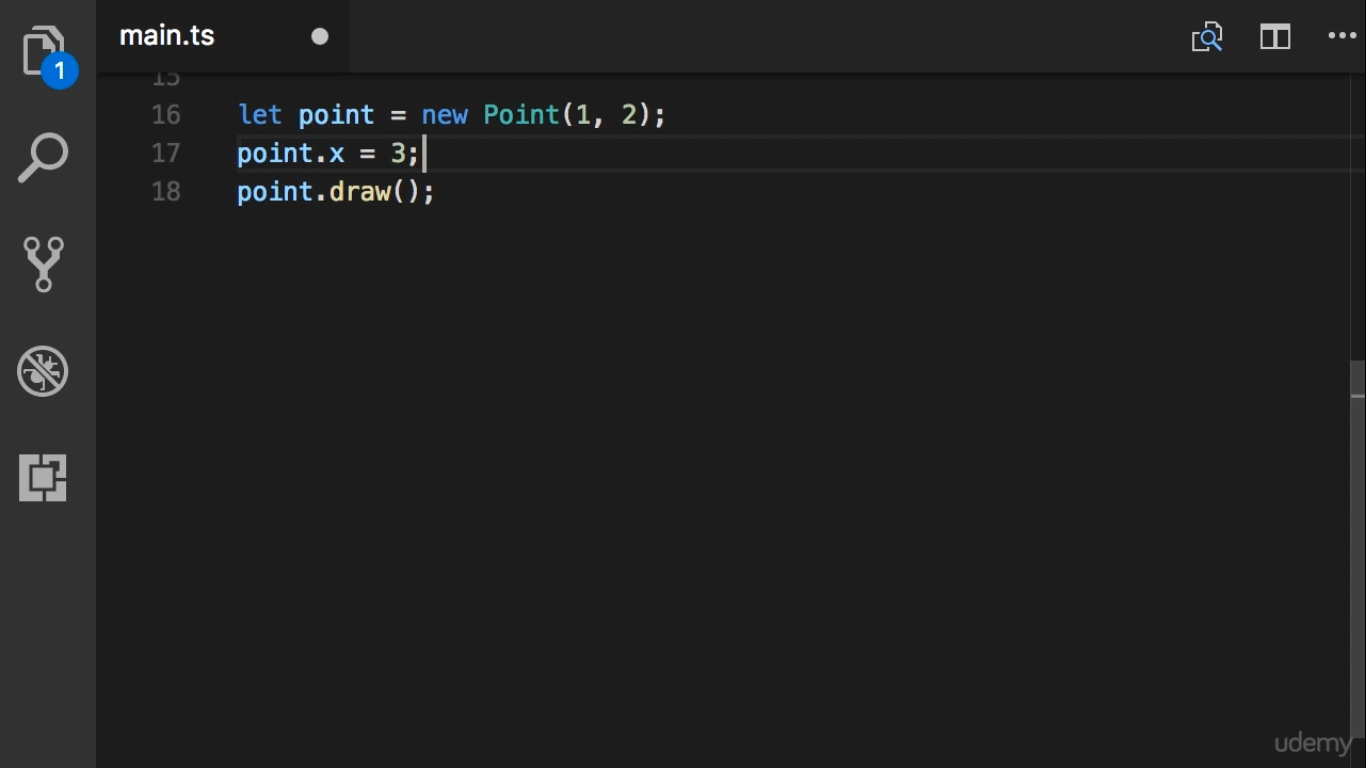 main.ts
1
15
16 let point = new Point(1, 2);
17 point.x = 3;
18 point.draw();
udemy